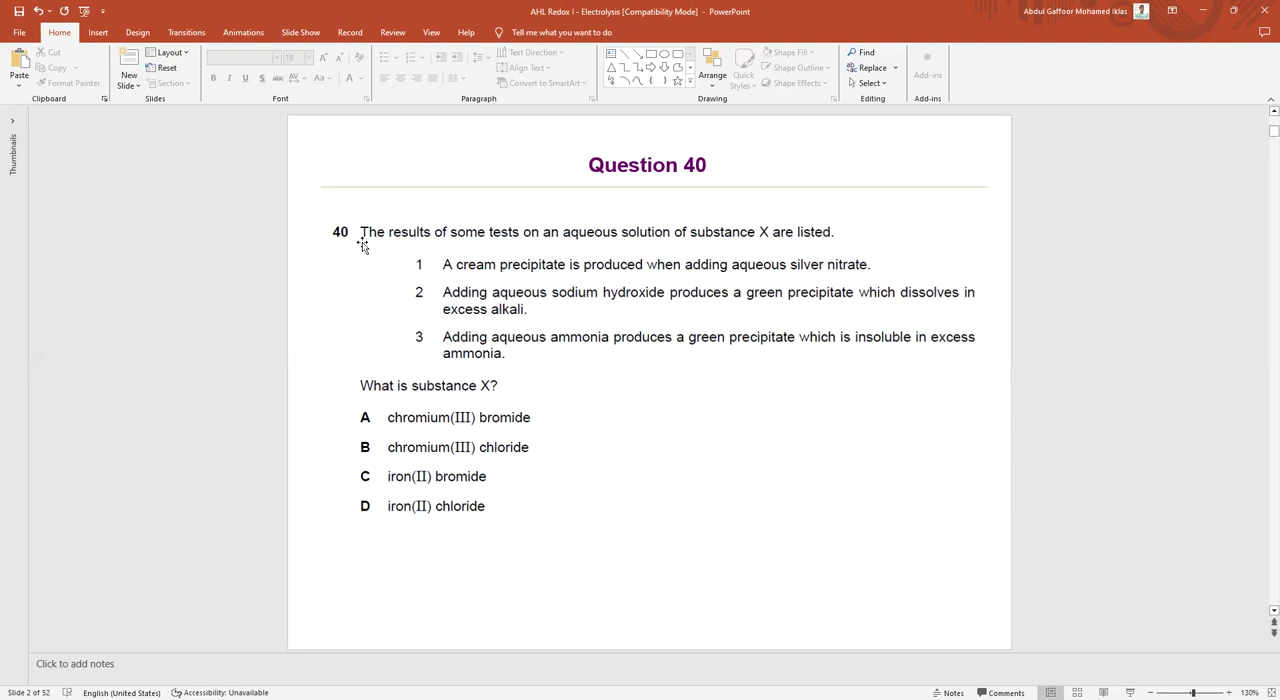 AHL Redox I - Electrolysis [Compatibility Mode] - PowerPoint
Abdul Gaffoor Mohamed Iklas
File Home Insert Design Transitions Animations Slide Show Record Review View Help Tell me what you want to do
Paste
Cut
Copy
Format Painter
Clipboard
New Slide
Layout
Reset
Section
Slides
18
B I U S abc AV Aa A
Font
Text Direction
Align Text
Convert to SmartArt
Paragraph
Arrange
Quick Styles
Shape Fill
Shape Outline
Shape Effects
Drawing
Find
Replace
Select
Editing
Add-ins
Add-ins
Thumbnails
Question 40
40 The results of some tests on an aqueous solution of substance X are listed.
1 A cream precipitate is produced when adding aqueous silver nitrate.
2 Adding aqueous sodium hydroxide produces a green precipitate which dissolves in
excess alkali.
3 Adding aqueous ammonia produces a green precipitate which is insoluble in excess
ammonia.
What is substance X?
A chromium(III) bromide
B chromium(III) chloride
C iron(II) bromide
D iron(II) chloride
Click to add notes
Slide 2 of 52 English (United States) Accessibility: Unavailable Notes Comments 130%